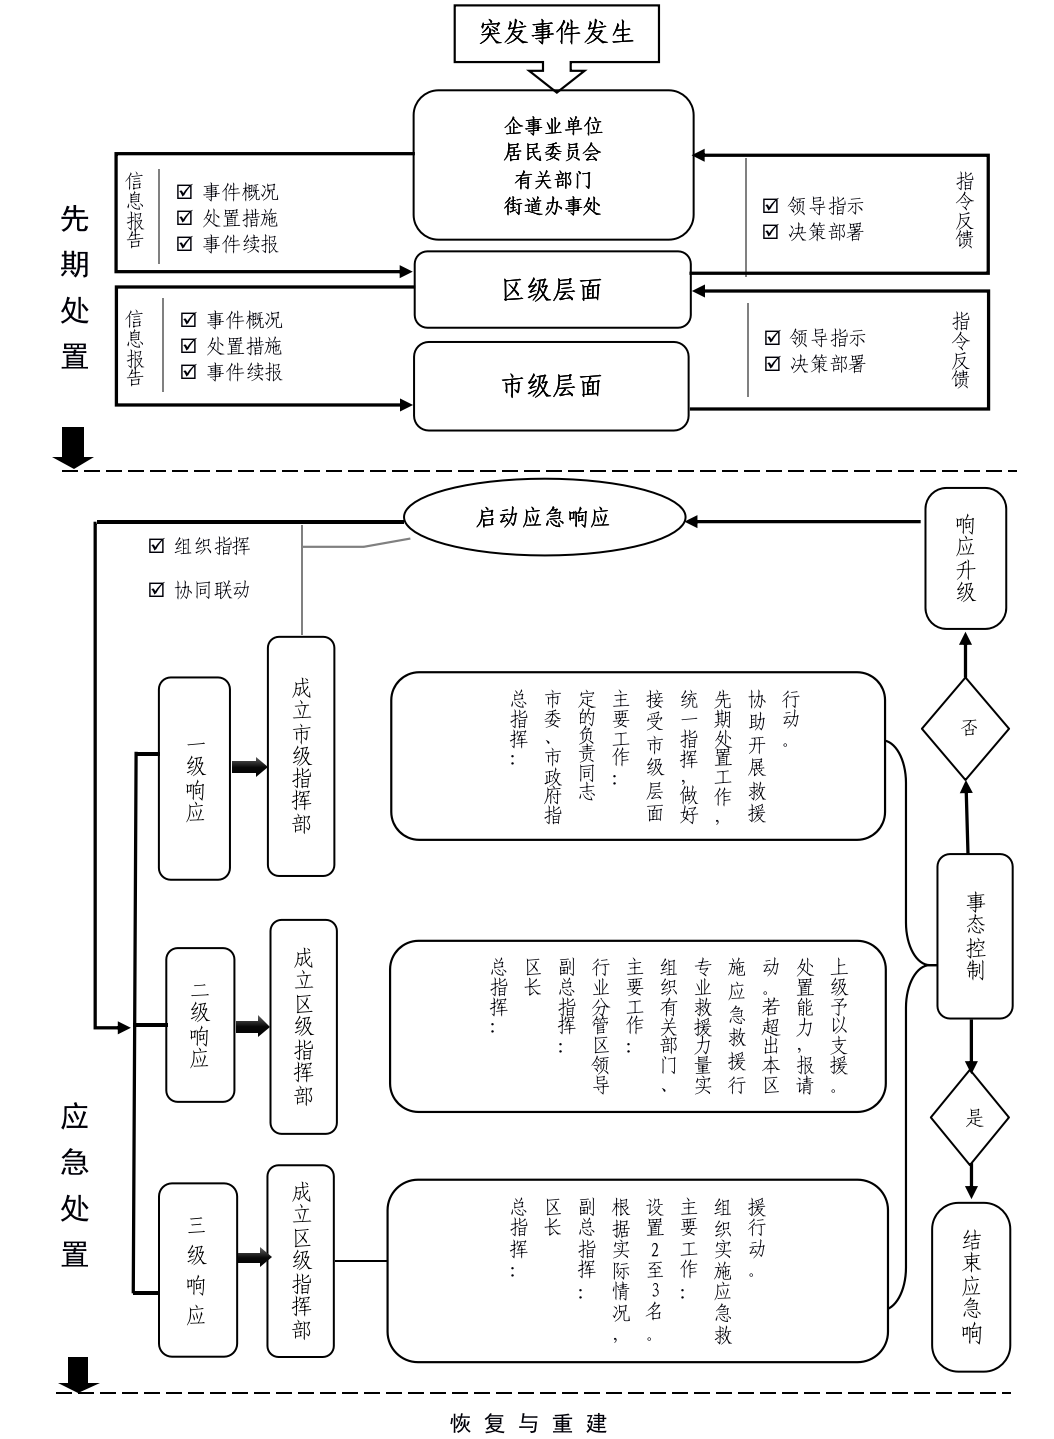 突发事件发生
企事业单位
居民委员会
有关部门
街道办事处
先期处置
信息报告
事件概况
处置措施
事件续报
领导指示
决策部署
指令反馈
区级层面
信息报告
事件概况
处置措施
事件续报
领导指示
决策部署
指令反馈
市级层面
启动应急响应
组织指挥
协同联动
响应升级
应急处置
一级响应
成立市级指挥部
总指挥：
市委、市政府指
定的负责同志
主要工作：
接受市级层面
统一指挥，做好
先期处置工作，
协助开展救援
行动。
否
事态控制
二级响应
成立区级指挥部
总指挥：
区长
副总指挥：
行业分管区领导
主要工作：
组织有关部门、
专业救援力量实
施应急救援行
动。若超出本区
处置能力，报请
上级予以支援。
是
三级响应
成立区级指挥部
总指挥：
区长
副总指挥：
根据实际情况，
设置2至3名。
主要工作：
组织实施应急救
援行动。
结束应急响
恢复与重建